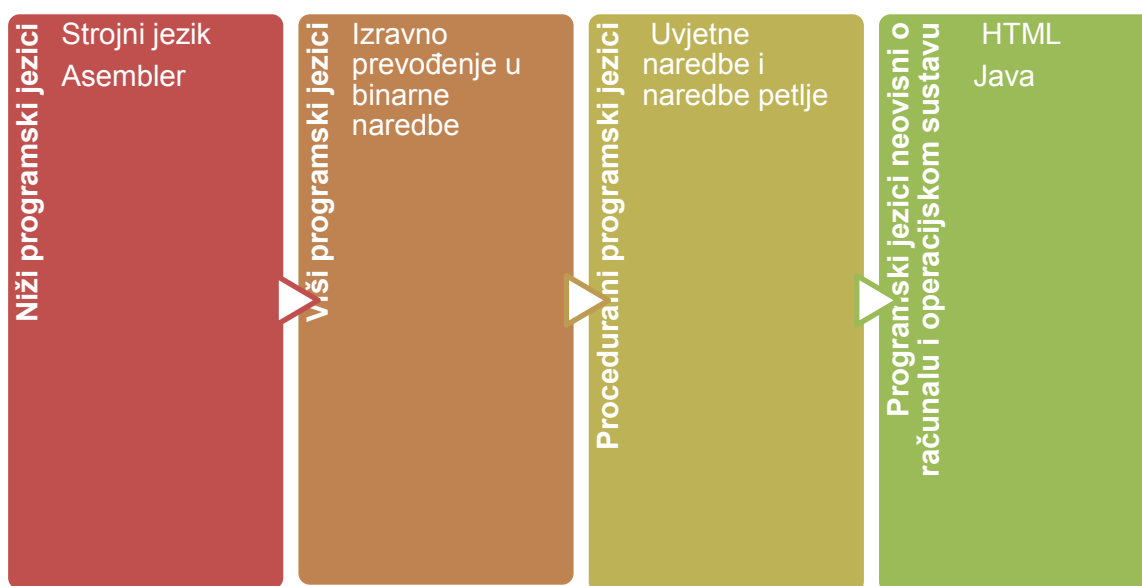 Niži programski jezici
Strojni jezik
Asembler
Viši programski jezici
Izravno
prevođenje u
binarne
naredbe
Proceduralni programski jezici
Uvjetne
naredbe i
naredbe petlje
Programski jezici neovisni o
računalu i operacijskom sustavu
HTML
Java